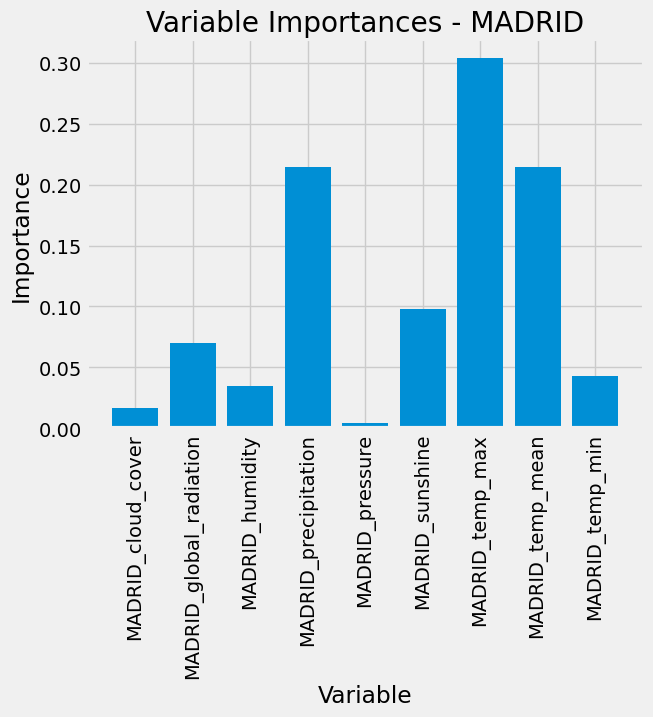 Variable Importances - MADRID
Importance
0.30
0.25
0.20
0.15
0.10
0.05
0.00
MADRID_cloud_cover
MADRID_global_radiation
MADRID_humidity
MADRID_precipitation
MADRID_pressure
MADRID_sunshine
MADRID_temp_max
MADRID_temp_mean
MADRID_temp_min
Variable